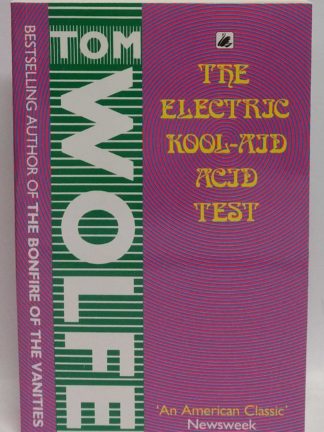 BESTSELLING AUTHOR OF THE BONFIRE OF THE VANITIES
TOM
WOLFE
THE
ELECTRIC
KOOL-AID
ACID
TEST
'An American Classic'
Newsweek